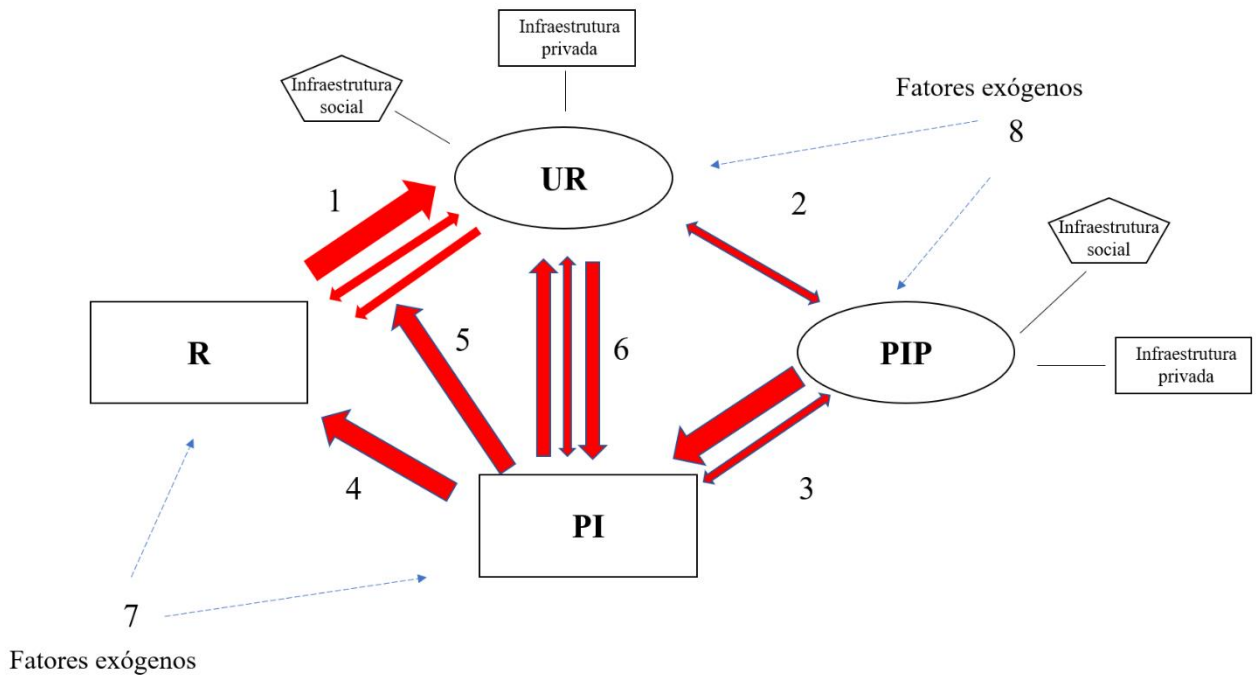 Infraestrutura
privada
Infraestrutura
social
Fatores exógenos
8
UR
1
2
Infraestrutura
social
R
5
6
PIP
Infraestrutura
privada
4
3
PI
7
Fatores exógenos